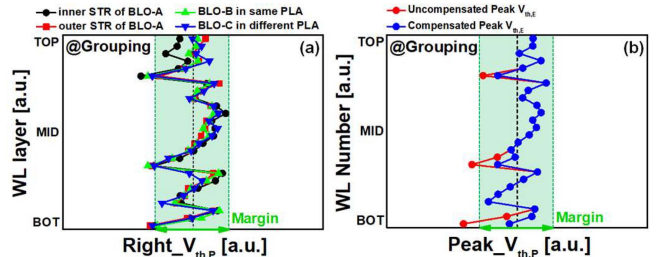 inner STR of BLO-A
BLO-B in same PLA
outer STR of BLO-A
BLO-C in different PLA
@Grouping
(a)
TOP
MID
BOT
WL layer [a.u.]
Margin
Right_Vth,P [a.u.]
Uncompensated Peak Vth,E
Compensated Peak Vth,E
@Grouping
(b)
TOP
MID
BOT
WL Number [a.u.]
Margin
Peak_Vth,P [a.u.]